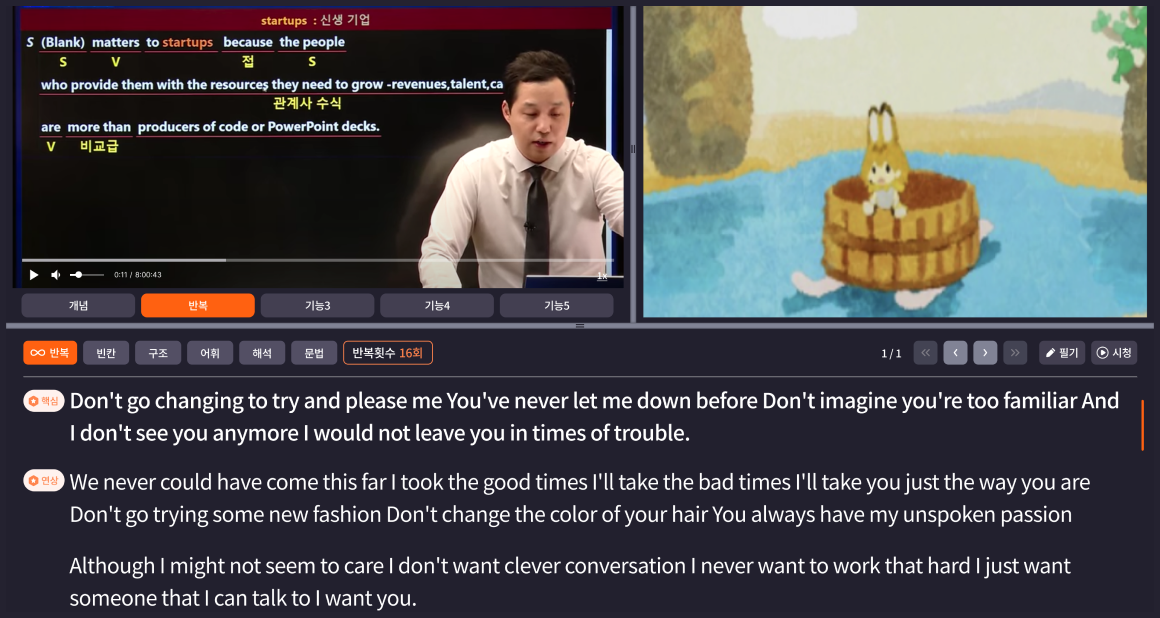 startups : 신생 기업
S (Blank) matters to startups because the people
S V 접 S
who provide them with the resources they need to grow -revenues,talent,ca
관계사 수식
are more than producers of code or PowerPoint decks.
V 비교급
0:11 / 8:00:43
1x
개념 반복 기능3 기능4 기능5
반복 빈칸 구조 어휘 해석 문법 반복횟수 16회 1 / 1 필기 시청
핵심 Don't go changing to try and please me You've never let me down before Don't imagine you're too familiar And
I don't see you anymore I would not leave you in times of trouble.
연상 We never could have come this far I took the good times I'll take the bad times I'll take you just the way you are
Don't go trying some new fashion Don't change the color of your hair You always have my unspoken passion
Although I might not seem to care I don't want clever conversation I never want to work that hard I just want
someone that I can talk to I want you.